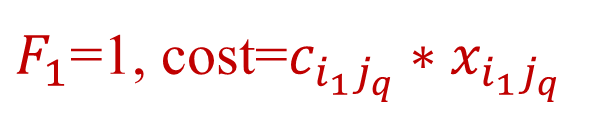 F₁=1, cost=c_{i₁j_q} * x_{i₁j_q}